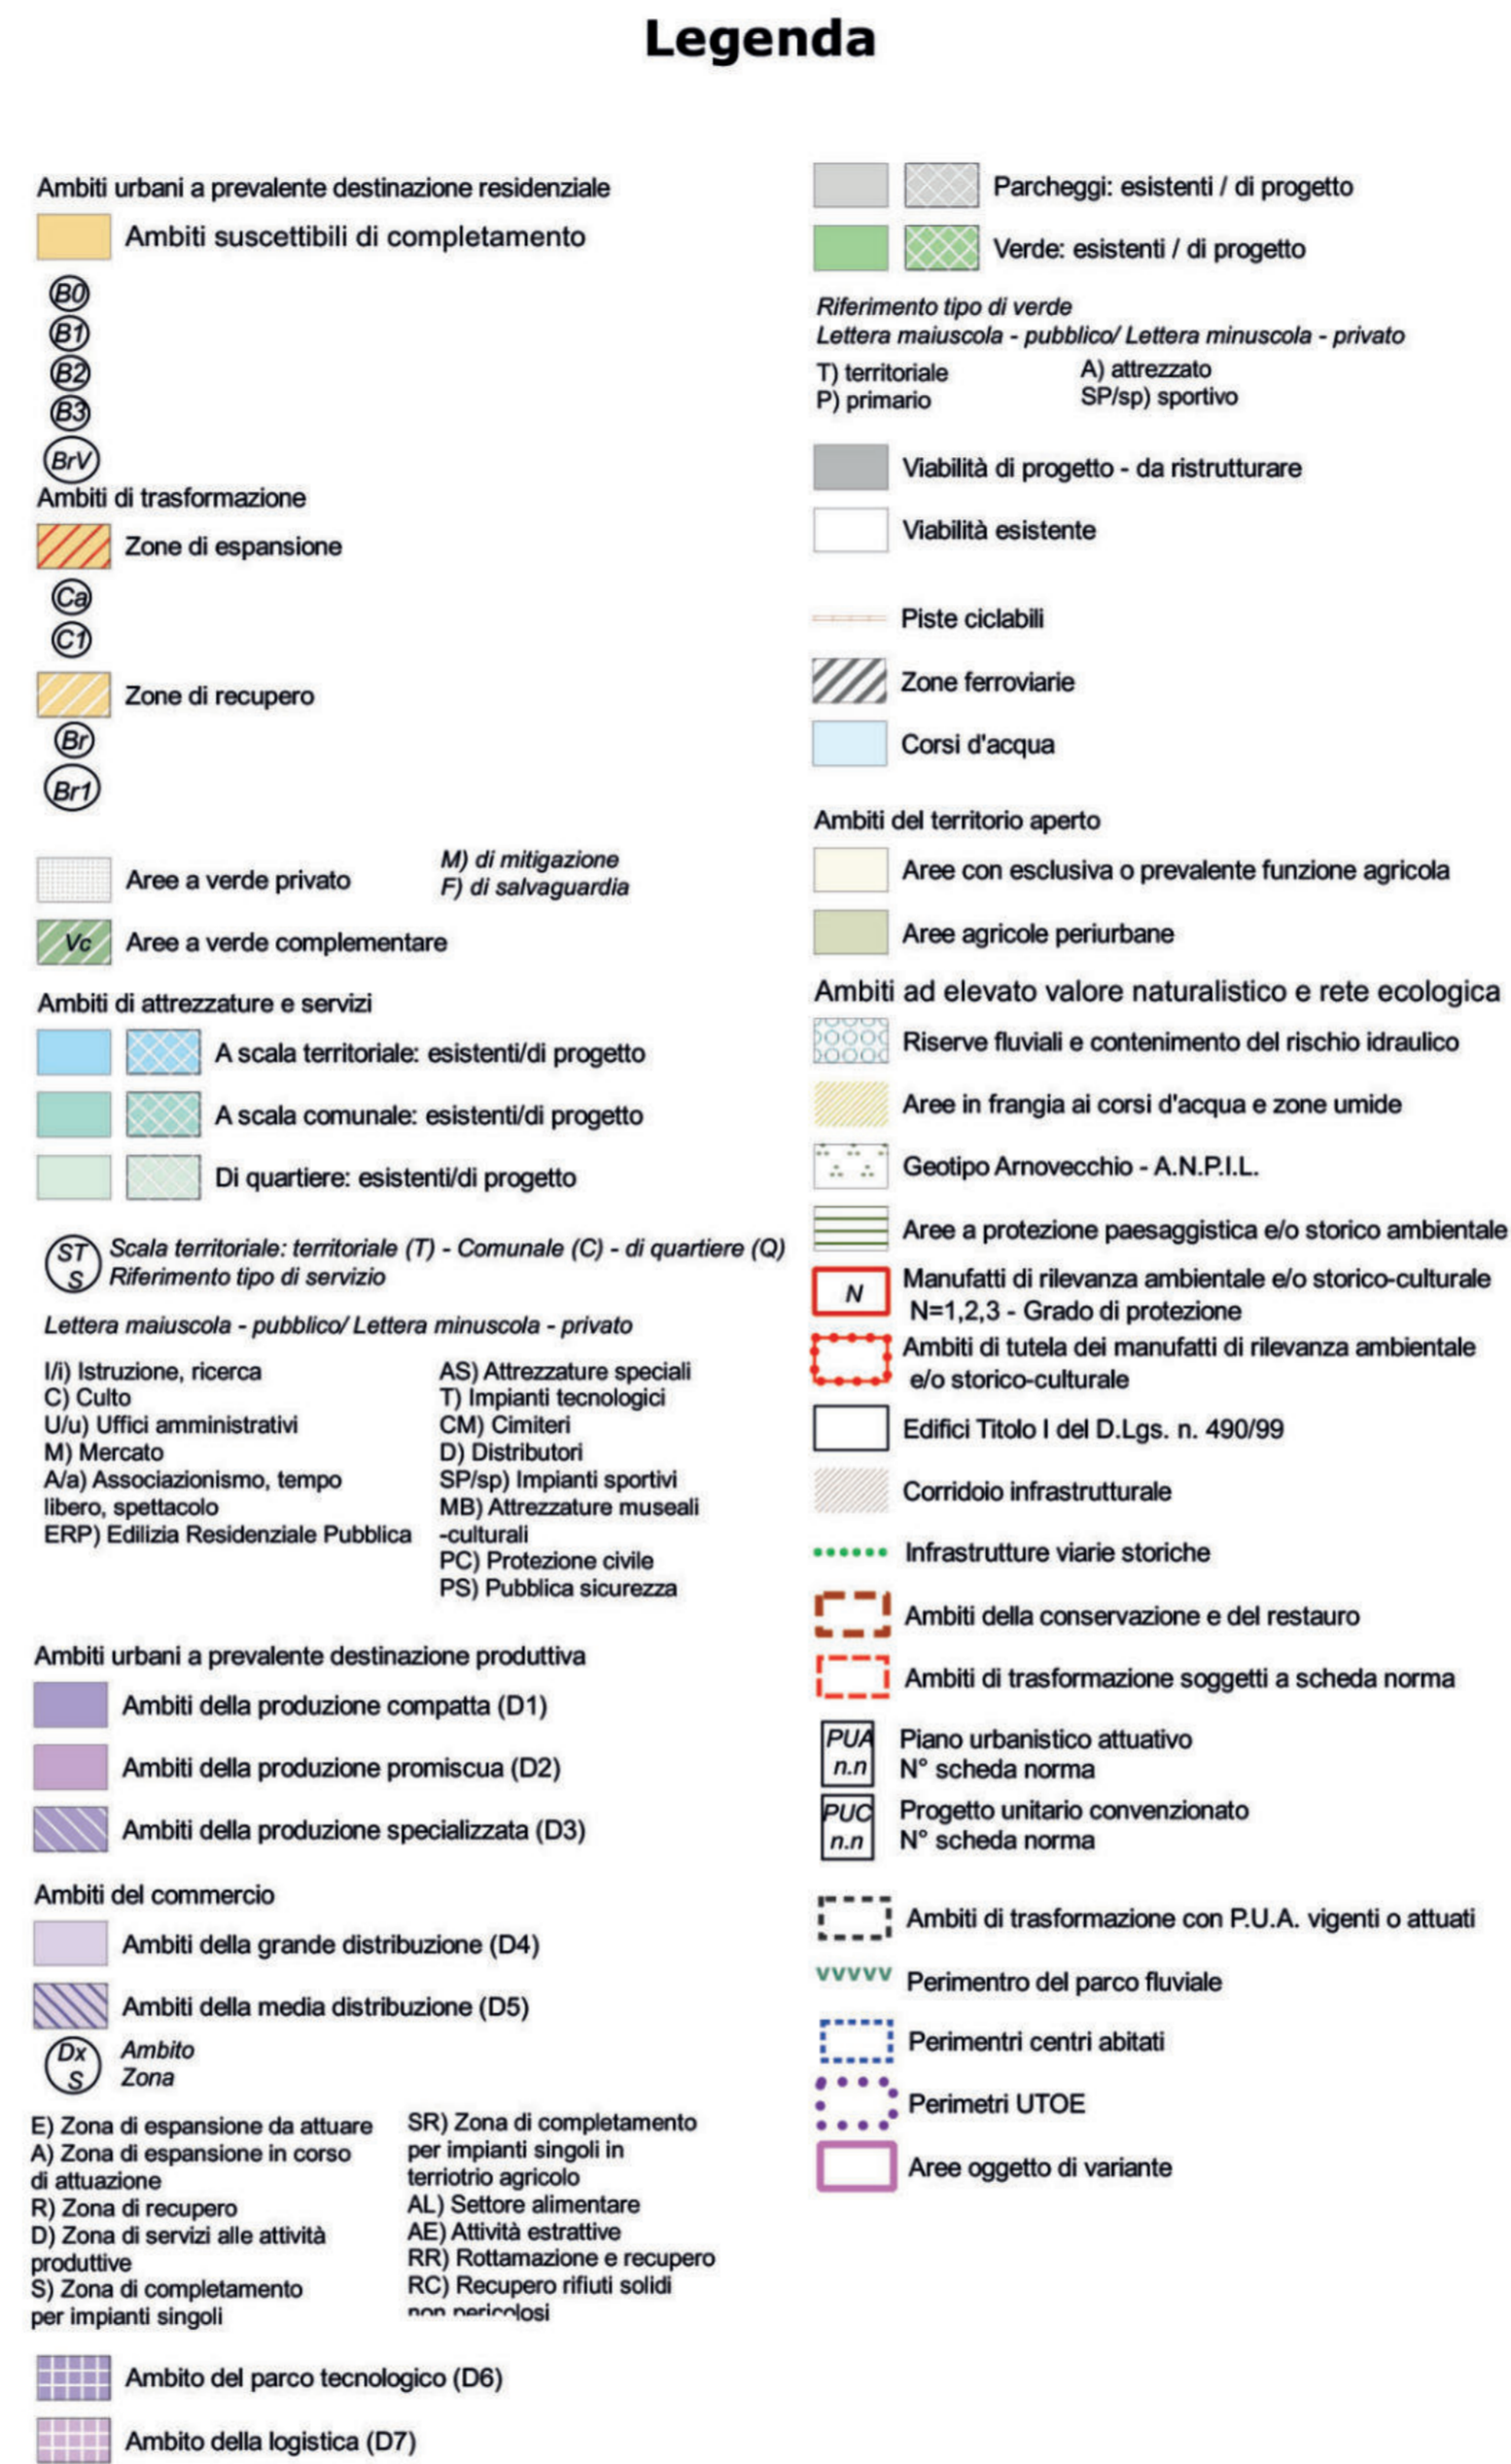 Legenda
Ambiti urbani a prevalente destinazione residenziale
Ambiti suscettibili di completamento
B0
B1
B2
B3
BrV
Ambiti di trasformazione
Zone di espansione
Ca
C1
Zone di recupero
Br
Br1
Aree a verde privato
M) di mitigazione
F) di salvaguardia
Vc Aree a verde complementare
Ambiti di attrezzature e servizi
A scala territoriale: esistenti/di progetto
A scala comunale: esistenti/di progetto
Di quartiere: esistenti/di progetto
ST Scala territoriale: territoriale (T) - Comunale (C) - di quartiere (Q)
S Riferimento tipo di servizio
Lettera maiuscola - pubblico/ Lettera minuscola - privato
I/i) Istruzione, ricerca
C) Culto
U/u) Uffici amministrativi
M) Mercato
A/a) Associazionismo, tempo
libero, spettacolo
ERP) Edilizia Residenziale Pubblica
AS) Attrezzature speciali
T) Impianti tecnologici
CM) Cimiteri
D) Distributori
SP/sp) Impianti sportivi
MB) Attrezzature museali
-culturali
PC) Protezione civile
PS) Pubblica sicurezza
Ambiti urbani a prevalente destinazione produttiva
Ambiti della produzione compatta (D1)
Ambiti della produzione promiscua (D2)
Ambiti della produzione specializzata (D3)
Ambiti del commercio
Ambiti della grande distribuzione (D4)
Ambiti della media distribuzione (D5)
Dx Ambito
S Zona
E) Zona di espansione da attuare
A) Zona di espansione in corso
di attuazione
R) Zona di recupero
D) Zona di servizi alle attività
produttive
S) Zona di completamento
per impianti singoli
SR) Zona di completamento
per impianti singoli in
terriotrio agricolo
AL) Settore alimentare
AE) Attività estrattive
RR) Rottamazione e recupero
RC) Recupero rifiuti solidi
non pericolosi
Ambito del parco tecnologico (D6)
Ambito della logistica (D7)
Parcheggi: esistenti / di progetto
Verde: esistenti / di progetto
Riferimento tipo di verde
Lettera maiuscola - pubblico/ Lettera minuscola - privato
T) territoriale
P) primario
A) attrezzato
SP/sp) sportivo
Viabilità di progetto - da ristrutturare
Viabilità esistente
Piste ciclabili
Zone ferroviarie
Corsi d'acqua
Ambiti del territorio aperto
Aree con esclusiva o prevalente funzione agricola
Aree agricole periurbane
Ambiti ad elevato valore naturalistico e rete ecologica
Riserve fluviali e contenimento del rischio idraulico
Aree in frangia ai corsi d'acqua e zone umide
Geotipo Arnovecchio - A.N.P.I.L.
Aree a protezione paesaggistica e/o storico ambientale
N Manufatti di rilevanza ambientale e/o storico-culturale
N=1,2,3 - Grado di protezione
Ambiti di tutela dei manufatti di rilevanza ambientale
e/o storico-culturale
Edifici Titolo I del D.Lgs. n. 490/99
Corridoio infrastrutturale
Infrastrutture viarie storiche
Ambiti della conservazione e del restauro
Ambiti di trasformazione soggetti a scheda norma
PUA Piano urbanistico attuativo
n.n N° scheda norma
PUC Progetto unitario convenzionato
n.n N° scheda norma
Ambiti di trasformazione con P.U.A. vigenti o attuati
Perimentro del parco fluviale
Perimentri centri abitati
Perimetri UTOE
Aree oggetto di variante